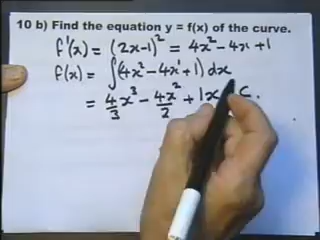 10 b) Find the equation y = f(x) of the curve.
f'(x) = (2x-1)² = 4x² - 4x + 1
f(x) = ∫(4x² - 4x¹ + 1) dx
= 4/3 x³ - 4x²/2 + 1x + C.